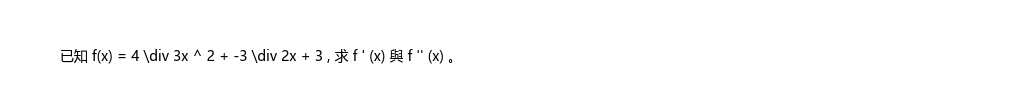 已知 f(x) = 4 \div 3x ^ 2 + -3 \div 2x + 3 , 求 f ' (x) 與 f '' (x) 。